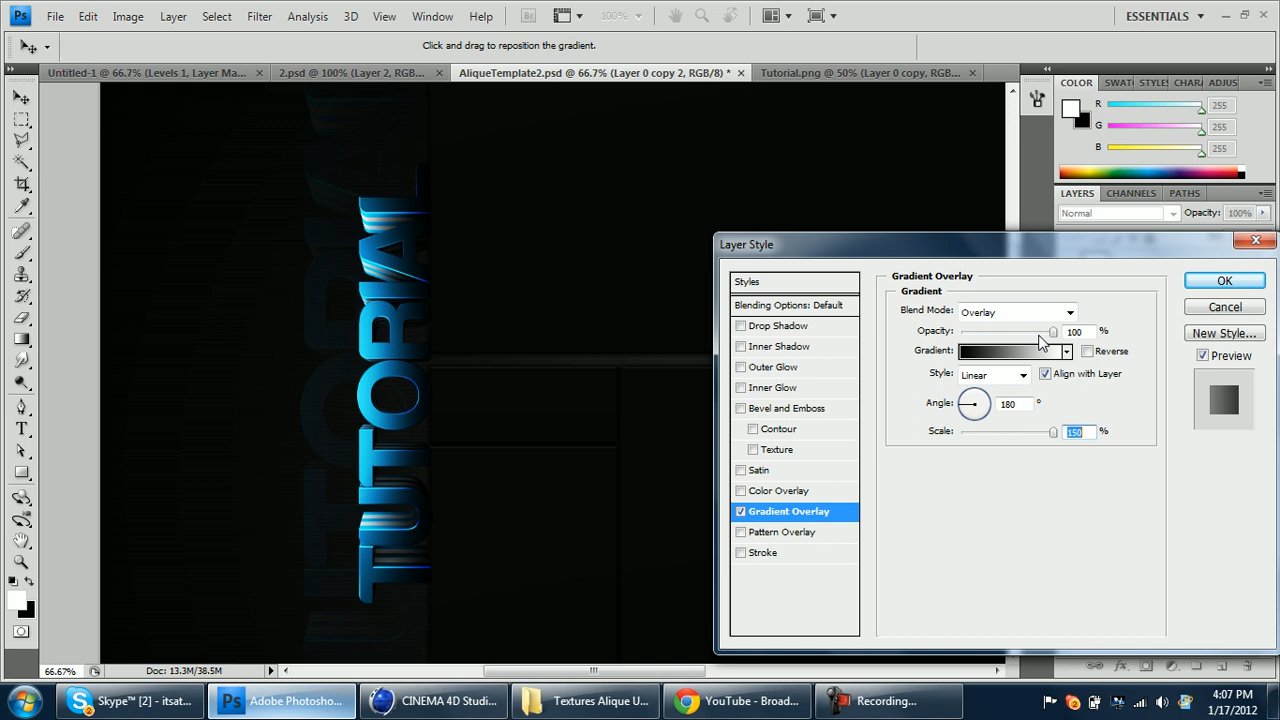 Ps File Edit Image Layer Select Filter Analysis 3D View Window Help Br 100% ESSENTIALS
Click and drag to reposition the gradient.
Untitled-1 @ 66.7% (Levels 1, Layer Ma... 2.psd @ 100% (Layer 2, RGB... AliqueTemplate2.psd @ 66.7% (Layer 0 copy 2, RGB/8) * Tutorial.png @ 50% (Layer 0 copy, RGB...
COLOR SWAT STYLES CHARA ADJUS
R 255
G 255
B 255
LAYERS CHANNELS PATHS
Normal Opacity: 100%
TUTORIAL
Layer Style
Styles
Blending Options: Default
Drop Shadow
Inner Shadow
Outer Glow
Inner Glow
Bevel and Emboss
Contour
Texture
Satin
Color Overlay
Gradient Overlay
Pattern Overlay
Stroke
Gradient Overlay
Gradient
Blend Mode: Overlay
Opacity: 100 %
Gradient: Reverse
Style: Linear Align with Layer
Angle: 180 °
Scale: 150 %
OK
Cancel
New Style...
Preview
66.67% Doc: 13.3M/38.5M
Skype™ [2] - itsat... Ps Adobe Photosho... CINEMA 4D Studi... Textures Alique U... YouTube - Broad... Recording...
4:07 PM
1/17/2012